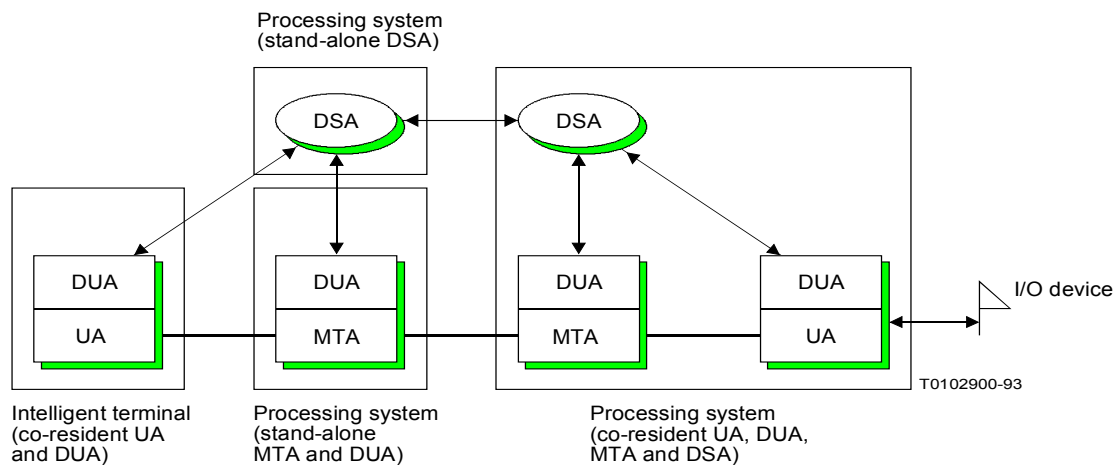 Processing system
(stand-alone DSA)
DSA
DSA
DUA
UA
DUA
MTA
DUA
MTA
DUA
UA
I/O device
T0102900-93
Intelligent terminal
(co-resident UA
and DUA)
Processing system
(stand-alone
MTA and DUA)
Processing system
(co-resident UA, DUA,
MTA and DSA)